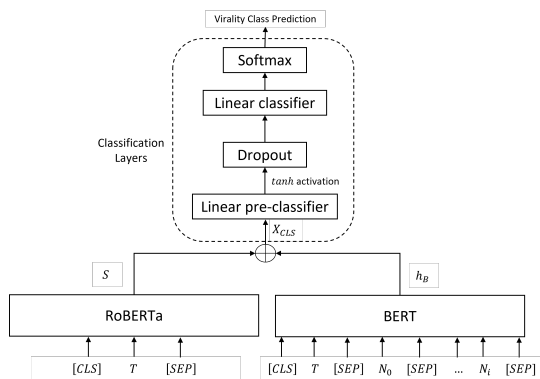 Virality Class Prediction
Softmax
Linear classifier
Classification
Layers
Dropout
tanh activation
Linear pre-classifier
X_CLS
S
h_B
RoBERTa
BERT
[CLS] T [SEP]
[CLS] T [SEP] N_0 [SEP] ... N_i [SEP]